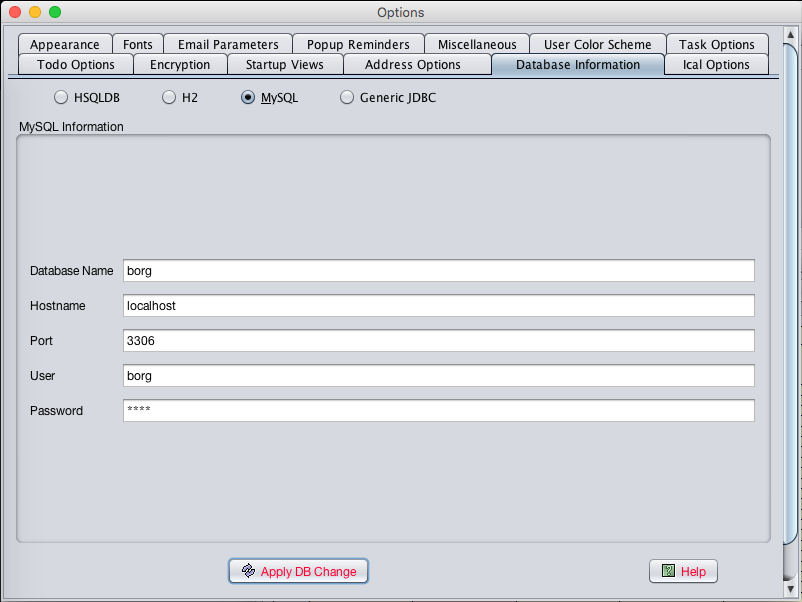 Options
Appearance Fonts Email Parameters Popup Reminders Miscellaneous User Color Scheme Task Options
Todo Options Encryption Startup Views Address Options Database Information Ical Options
HSQLDB H2 MySQL Generic JDBC
MySQL Information
Database Name borg
Hostname localhost
Port 3306
User borg
Password ****
Apply DB Change Help